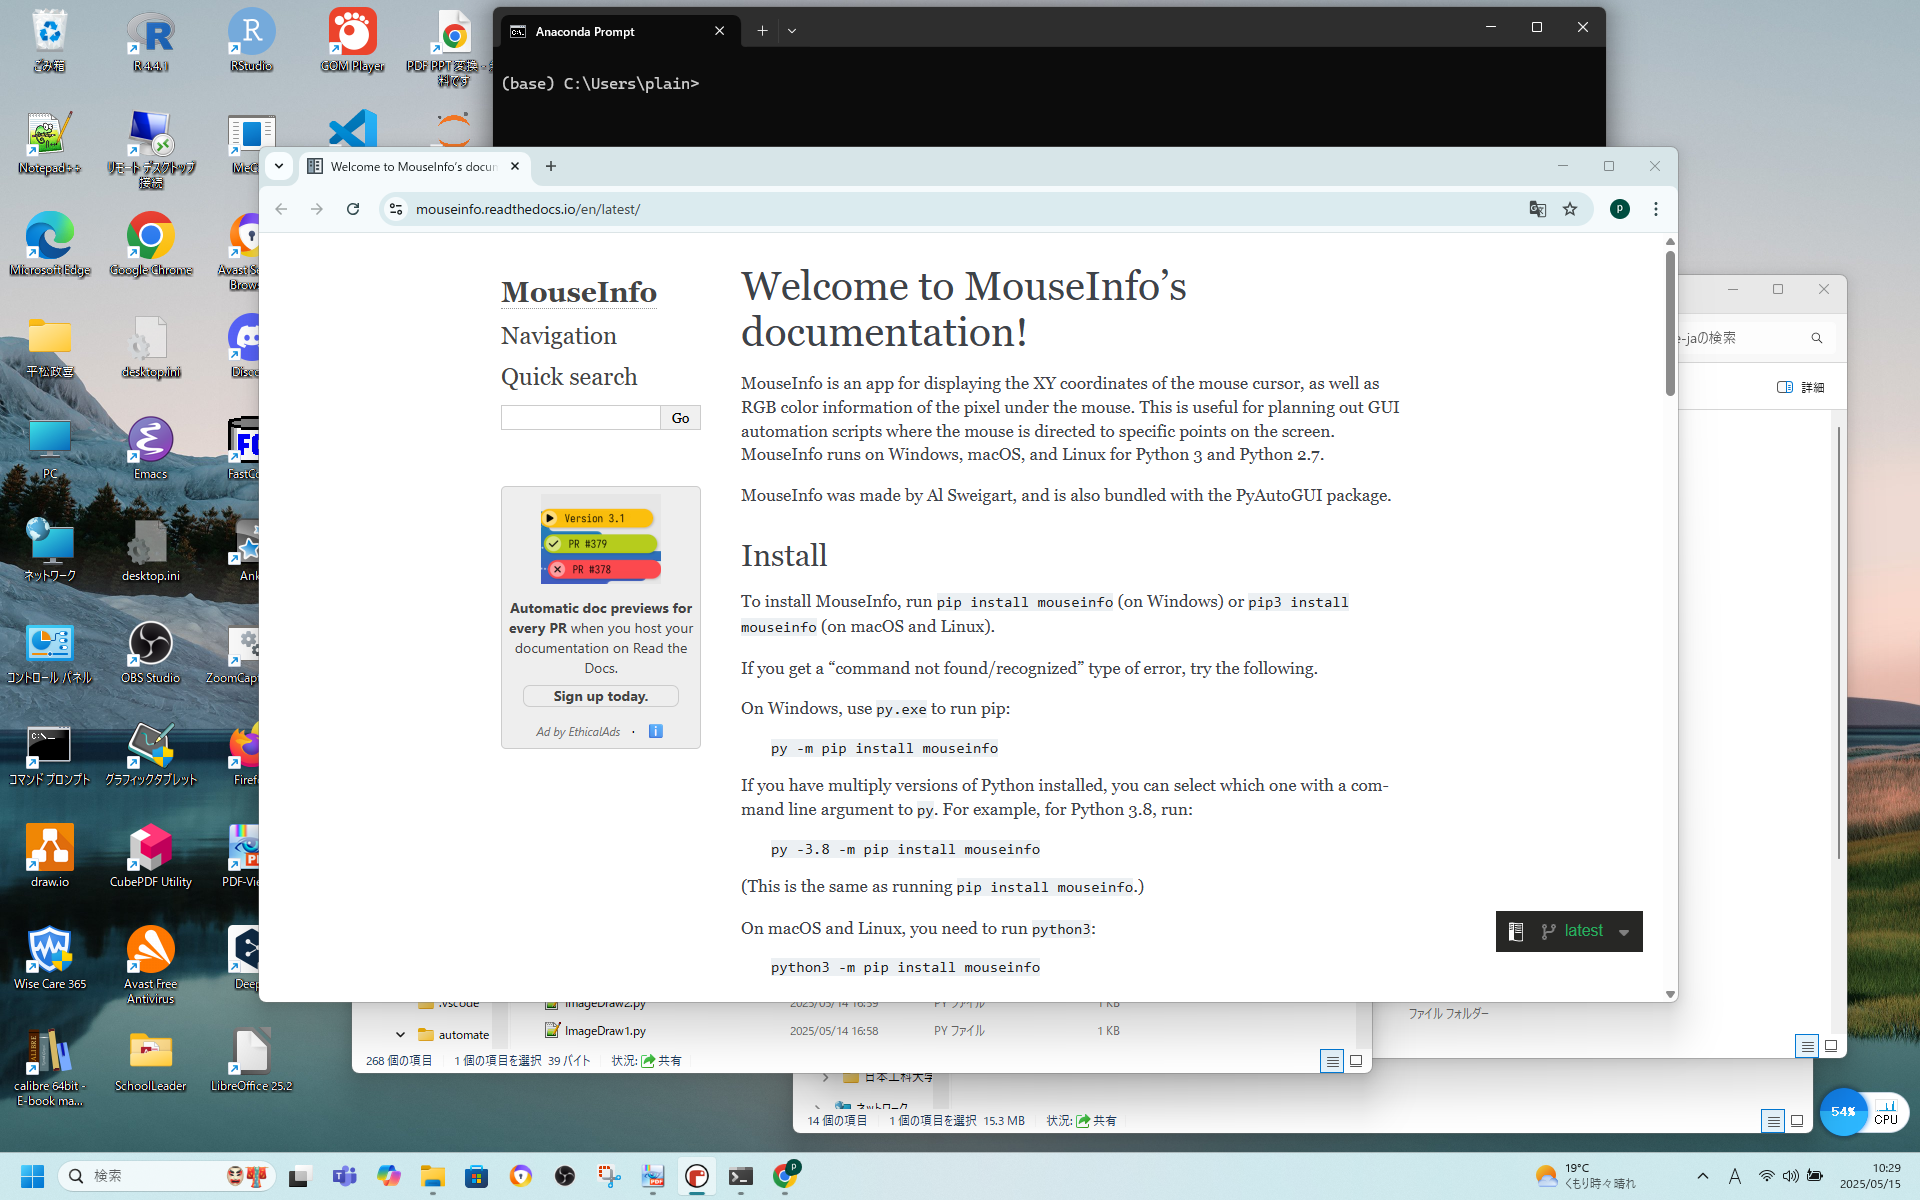 ごみ箱
R 4.4.1
RStudio
GOM Player
PDF PPT 変換 -
料です
Notepad++
リモート デスクトップ
接続
Microsoft Edge
Google Chrome
Avast Se
Brow
平松政宮
desktop.ini
Disc
PC
Emacs
FastCo
ネットワーク
desktop.ini
Ank
コントロール パネル
OBS Studio
ZoomCapt
コマンド プロンプト
グラフィックタブレット
Firef
draw.io
CubePDF Utility
PDF-Vie
Wise Care 365
Avast Free
Antivirus
Deep
calibre 64bit -
E-book ma...
SchoolLeader
LibreOffice 25.2
Anaconda Prompt
(base) C:\Users\plain>
Welcome to MouseInfo's docun
mouseinfo.readthedocs.io/en/latest/
P
MouseInfo
Navigation
Quick search
Go
Version 3.1
PR #379
PR #378
Automatic doc previews for
every PR when you host your
documentation on Read the
Docs.
Sign up today.
Ad by EthicalAds ·
Welcome to MouseInfo’s
documentation!
MouseInfo is an app for displaying the XY coordinates of the mouse cursor, as well as
RGB color information of the pixel under the mouse. This is useful for planning out GUI
automation scripts where the mouse is directed to specific points on the screen.
MouseInfo runs on Windows, macOS, and Linux for Python 3 and Python 2.7.
MouseInfo was made by Al Sweigart, and is also bundled with the PyAutoGUI package.
Install
To install MouseInfo, run pip install mouseinfo (on Windows) or pip3 install
mouseinfo (on macOS and Linux).
If you get a “command not found/recognized” type of error, try the following.
On Windows, use py.exe to run pip:
py -m pip install mouseinfo
If you have multiply versions of Python installed, you can select which one with a com-
mand line argument to py. For example, for Python 3.8, run:
py -3.8 -m pip install mouseinfo
(This is the same as running pip install mouseinfo.)
On macOS and Linux, you need to run python3:
python3 -m pip install mouseinfo
latest
e-jaの検索
詳細
ファイル フォルダー
.vscode
ImageDraw2.py
2025/05/14 16:59
PY ファイル
1 KB
automate
ImageDraw1.py
2025/05/14 16:58
PY ファイル
1 KB
268 個の項目
1 個の項目を選択 39 バイト
状況: 共有
日本工科大学
ネットワーク
14 個の項目
1 個の項目を選択 15.3 MB
状況: 共有
54%
CPU
検索
19°C
くもり時々晴れ
A
10:29
2025/05/15